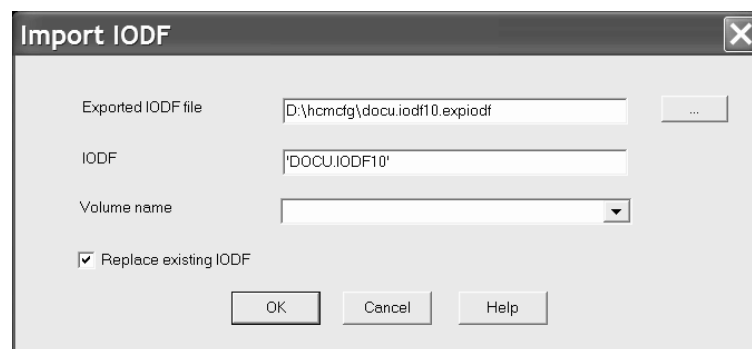 Import IODF
Exported IODF file D:\hcmcfg\docu.iodf10.expiodf ...
IODF 'DOCU.IODF10'
Volume name
Replace existing IODF
OK Cancel Help